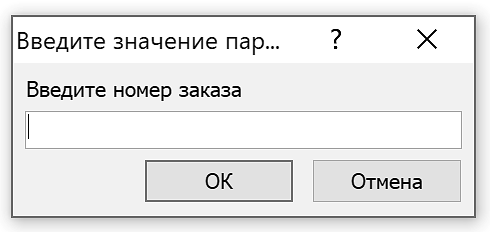 Введите значение пар...
Введите номер заказа
ОК
Отмена